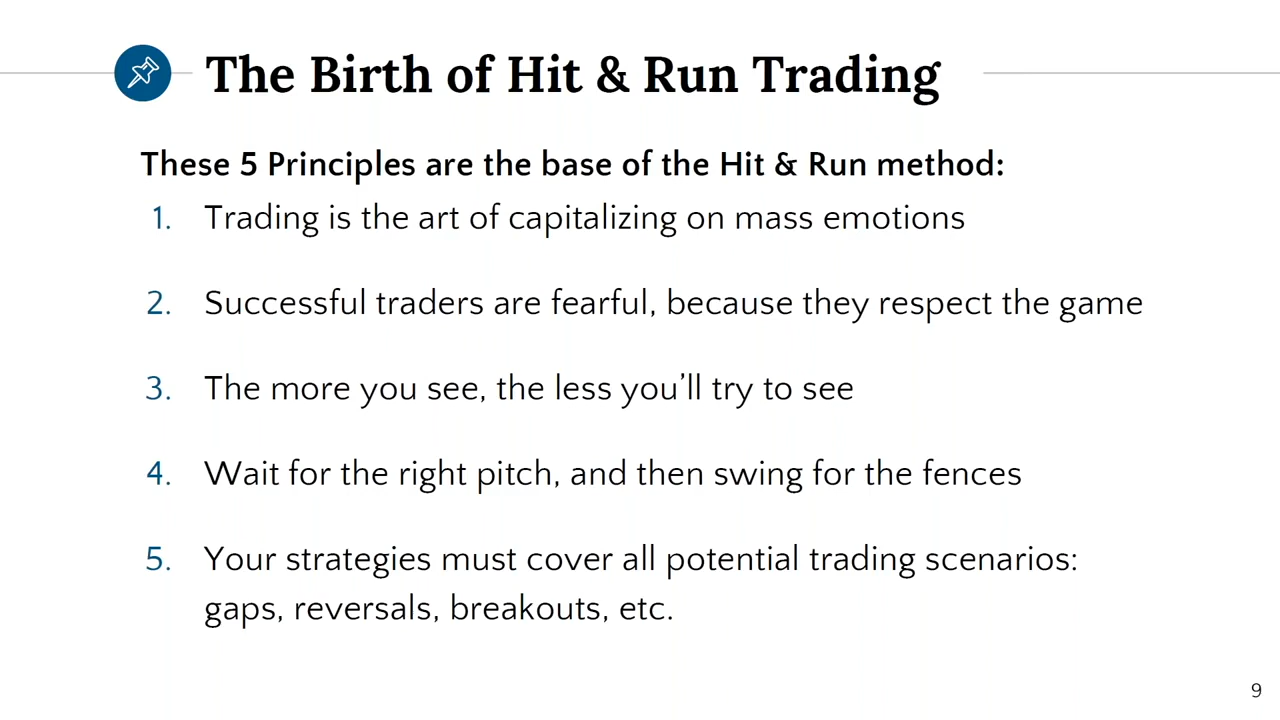 The Birth of Hit & Run Trading
These 5 Principles are the base of the Hit & Run method:
1. Trading is the art of capitalizing on mass emotions
2. Successful traders are fearful, because they respect the game
3. The more you see, the less you’ll try to see
4. Wait for the right pitch, and then swing for the fences
5. Your strategies must cover all potential trading scenarios:
gaps, reversals, breakouts, etc.
9